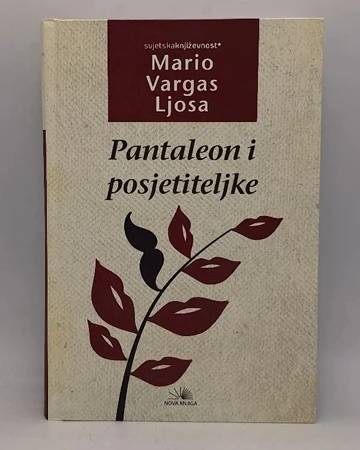 svjetskaknjiževnost*
Mario
Vargas
Ljosa
Pantaleon i
posjetiteljke
NOVA KNJIGA